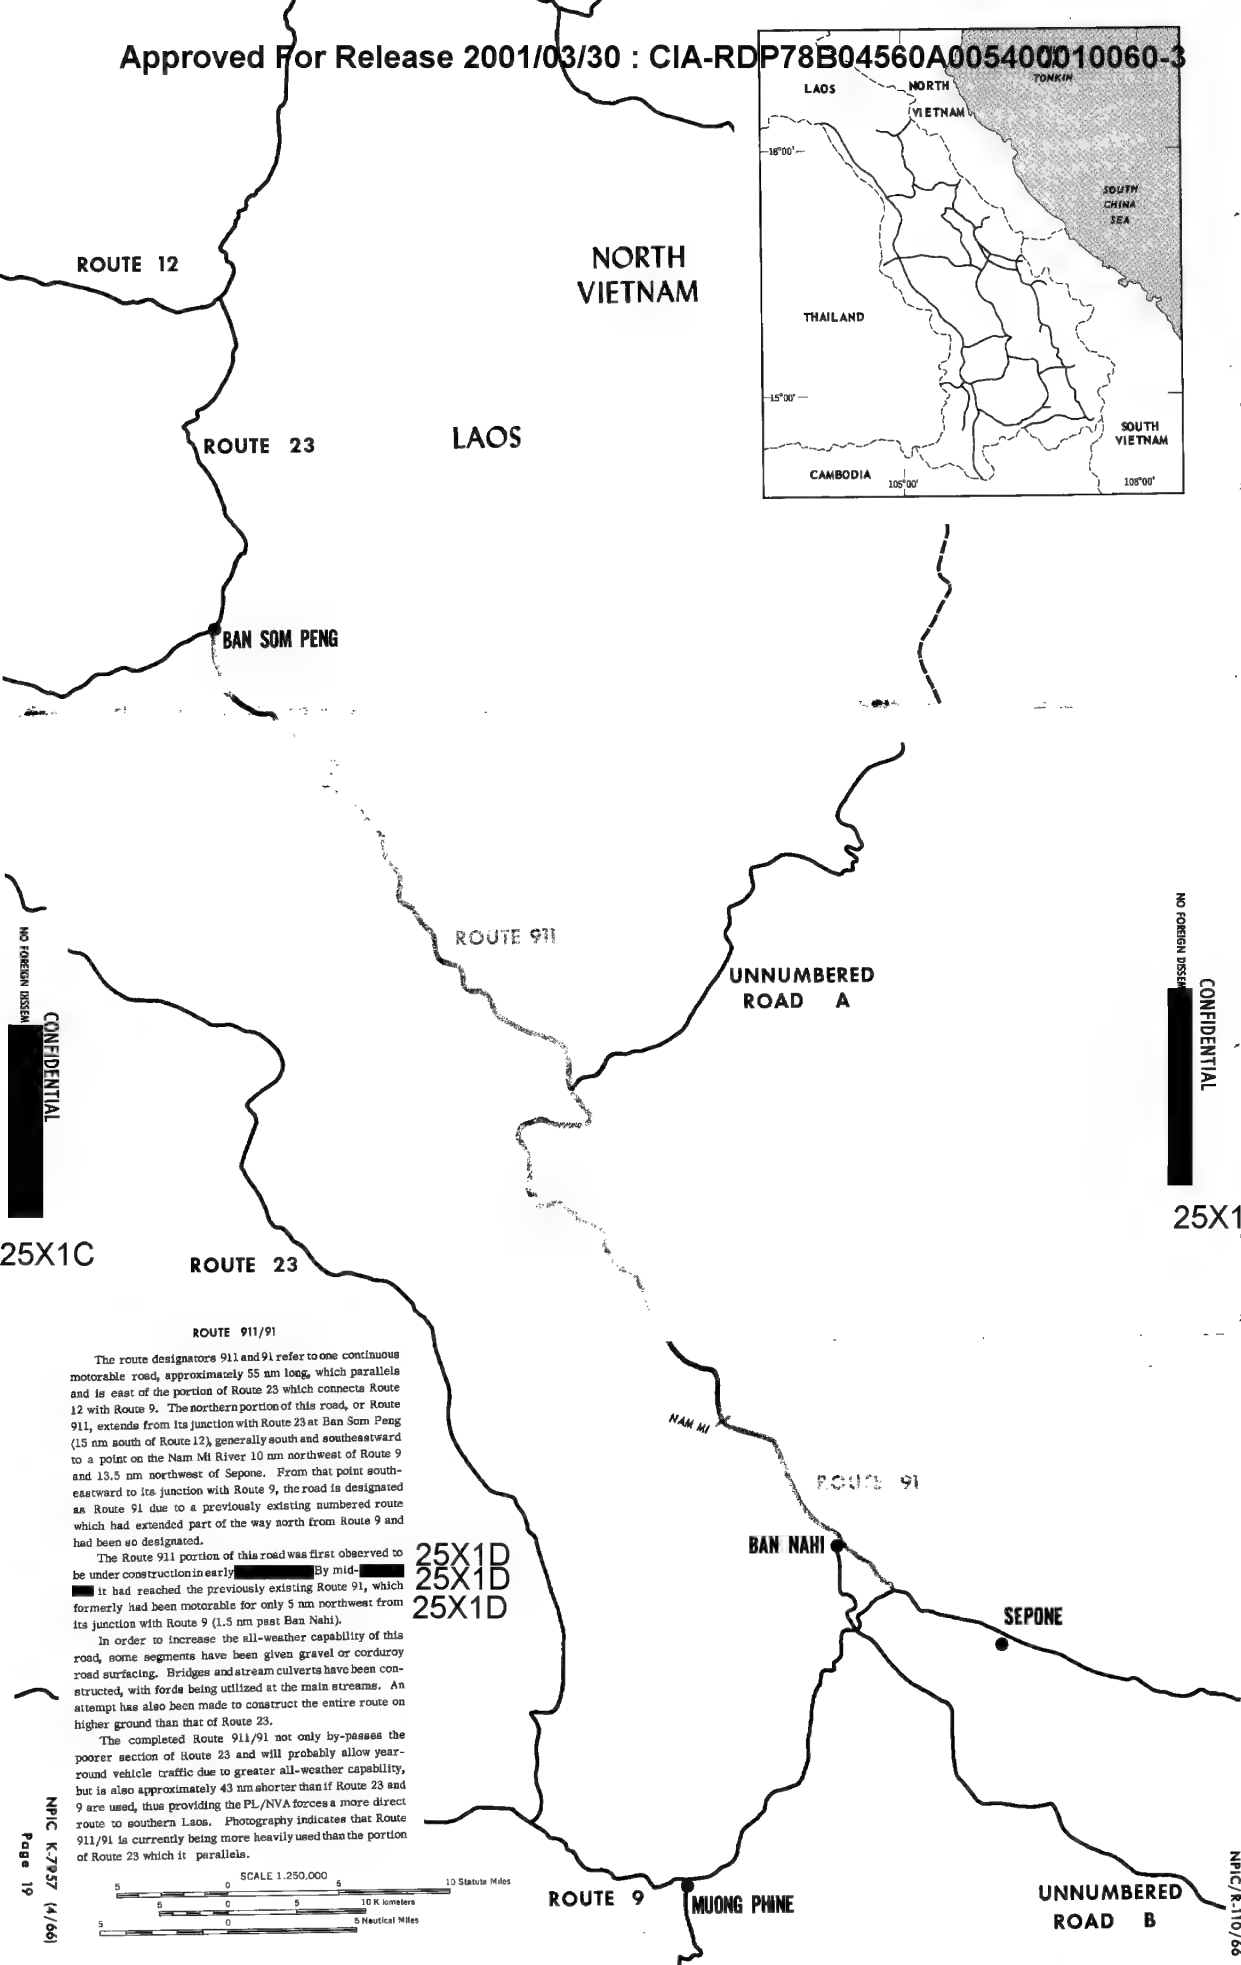 Approved For Release 2001/03/30 : CIA-RDP78B04560A005400010060-3
LAOS
NORTH
VIETNAM
TONKIN
16°00'
SOUTH
CHINA
SEA
THAILAND
15°00'
SOUTH
VIETNAM
CAMBODIA
105°00'
108°00'
ROUTE 12
NORTH
VIETNAM
ROUTE 23
LAOS
BAN SOM PENG
ROUTE 911
UNNUMBERED
ROAD A
NO FOREIGN DISSEM
CONFIDENTIAL
25X1C
NO FOREIGN DISSEM
CONFIDENTIAL
25X1
ROUTE 23
NAM MI
ROUTE 91
BAN NAHI
SEPONE
ROUTE 911/91
The route designators 911 and 91 refer to one continuous
motorable road, approximately 55 nm long, which parallels
and is east of the portion of Route 23 which connects Route
12 with Route 9. The northern portion of this road, or Route
911, extends from its junction with Route 23 at Ban Som Peng
(15 nm south of Route 12), generally south and southeastward
to a point on the Nam Mi River 10 nm northwest of Route 9
and 13.5 nm northwest of Sepone. From that point south-
eastward to its junction with Route 9, the road is designated
as Route 91 due to a previously existing numbered route
which had extended part of the way north from Route 9 and
had been so designated.
The Route 911 portion of this road was first observed to
be under construction in early By mid-
it had reached the previously existing Route 91, which
formerly had been motorable for only 5 nm northwest from
its junction with Route 9 (1.5 nm past Ban Nahi).
25X1D
25X1D
25X1D
In order to increase the all-weather capability of this
road, some segments have been given gravel or corduroy
road surfacing. Bridges and stream culverts have been con-
structed, with fords being utilized at the main streams. An
attempt has also been made to construct the entire route on
higher ground than that of Route 23.
The completed Route 911/91 not only by-passes the
poorer section of Route 23 and will probably allow year-
round vehicle traffic due to greater all-weather capability,
but is also approximately 43 nm shorter than if Route 23 and
9 are used, thus providing the PL/NVA forces a more direct
route to southern Laos. Photography indicates that Route
911/91 is currently being more heavily used than the portion
of Route 23 which it parallels.
SCALE 1:250,000
5 0 5 10 Statute Miles
5 0 5 10 Kilometers
5 0 5 Nautical Miles
ROUTE 9
MUONG PHINE
UNNUMBERED
ROAD B
NPIC K-7957 (4/66)
Page 19
NPIC/R-110/66